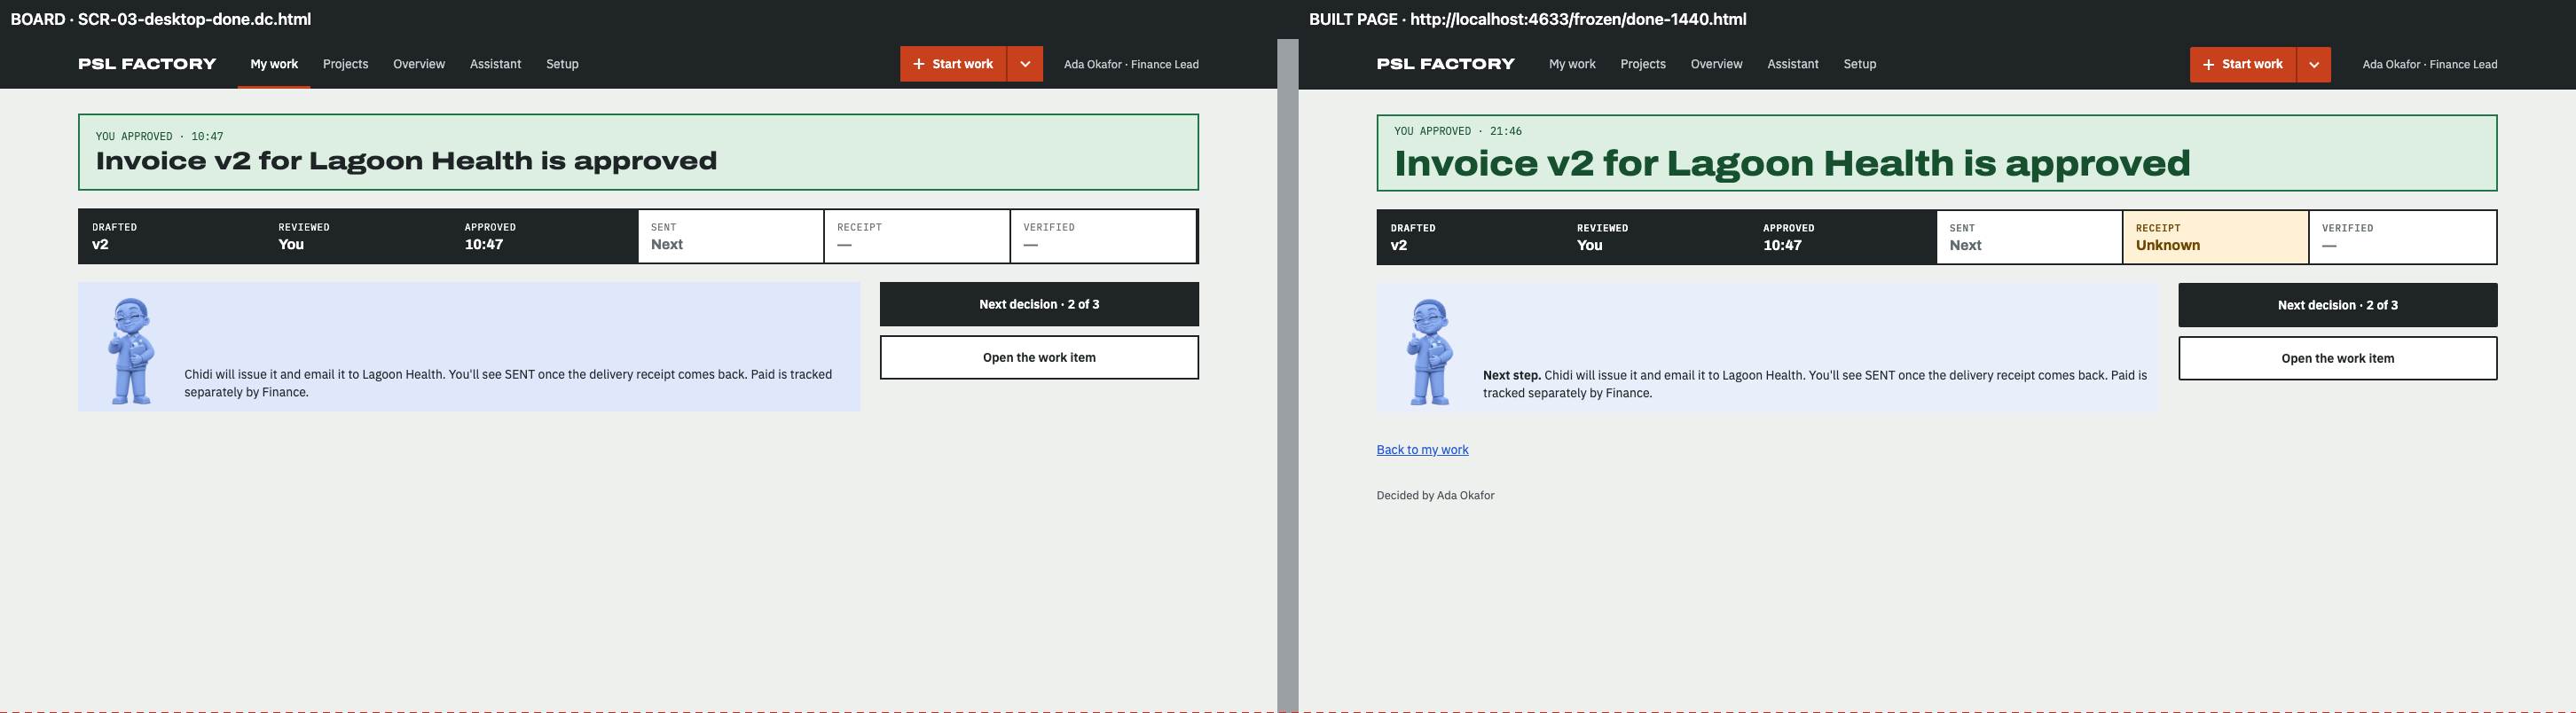 BOARD · SCR-03-desktop-done.dc.html
PSL FACTORY
My work
Projects
Overview
Assistant
Setup
Start work
Ada Okafor · Finance Lead
YOU APPROVED · 10:47
Invoice v2 for Lagoon Health is approved
DRAFTED
v2
REVIEWED
You
APPROVED
10:47
SENT
Next
RECEIPT
—
VERIFIED
—
Chidi will issue it and email it to Lagoon Health. You'll see SENT once the delivery receipt comes back. Paid is tracked
separately by Finance.
Next decision · 2 of 3
Open the work item
BUILT PAGE · http://localhost:4633/frozen/done-1440.html
PSL FACTORY
My work
Projects
Overview
Assistant
Setup
Start work
Ada Okafor · Finance Lead
YOU APPROVED · 21:46
Invoice v2 for Lagoon Health is approved
DRAFTED
v2
REVIEWED
You
APPROVED
10:47
SENT
Next
RECEIPT
Unknown
VERIFIED
—
Next step. Chidi will issue it and email it to Lagoon Health. You'll see SENT once the delivery receipt comes back. Paid is
tracked separately by Finance.
Next decision · 2 of 3
Open the work item
Back to my work
Decided by Ada Okafor